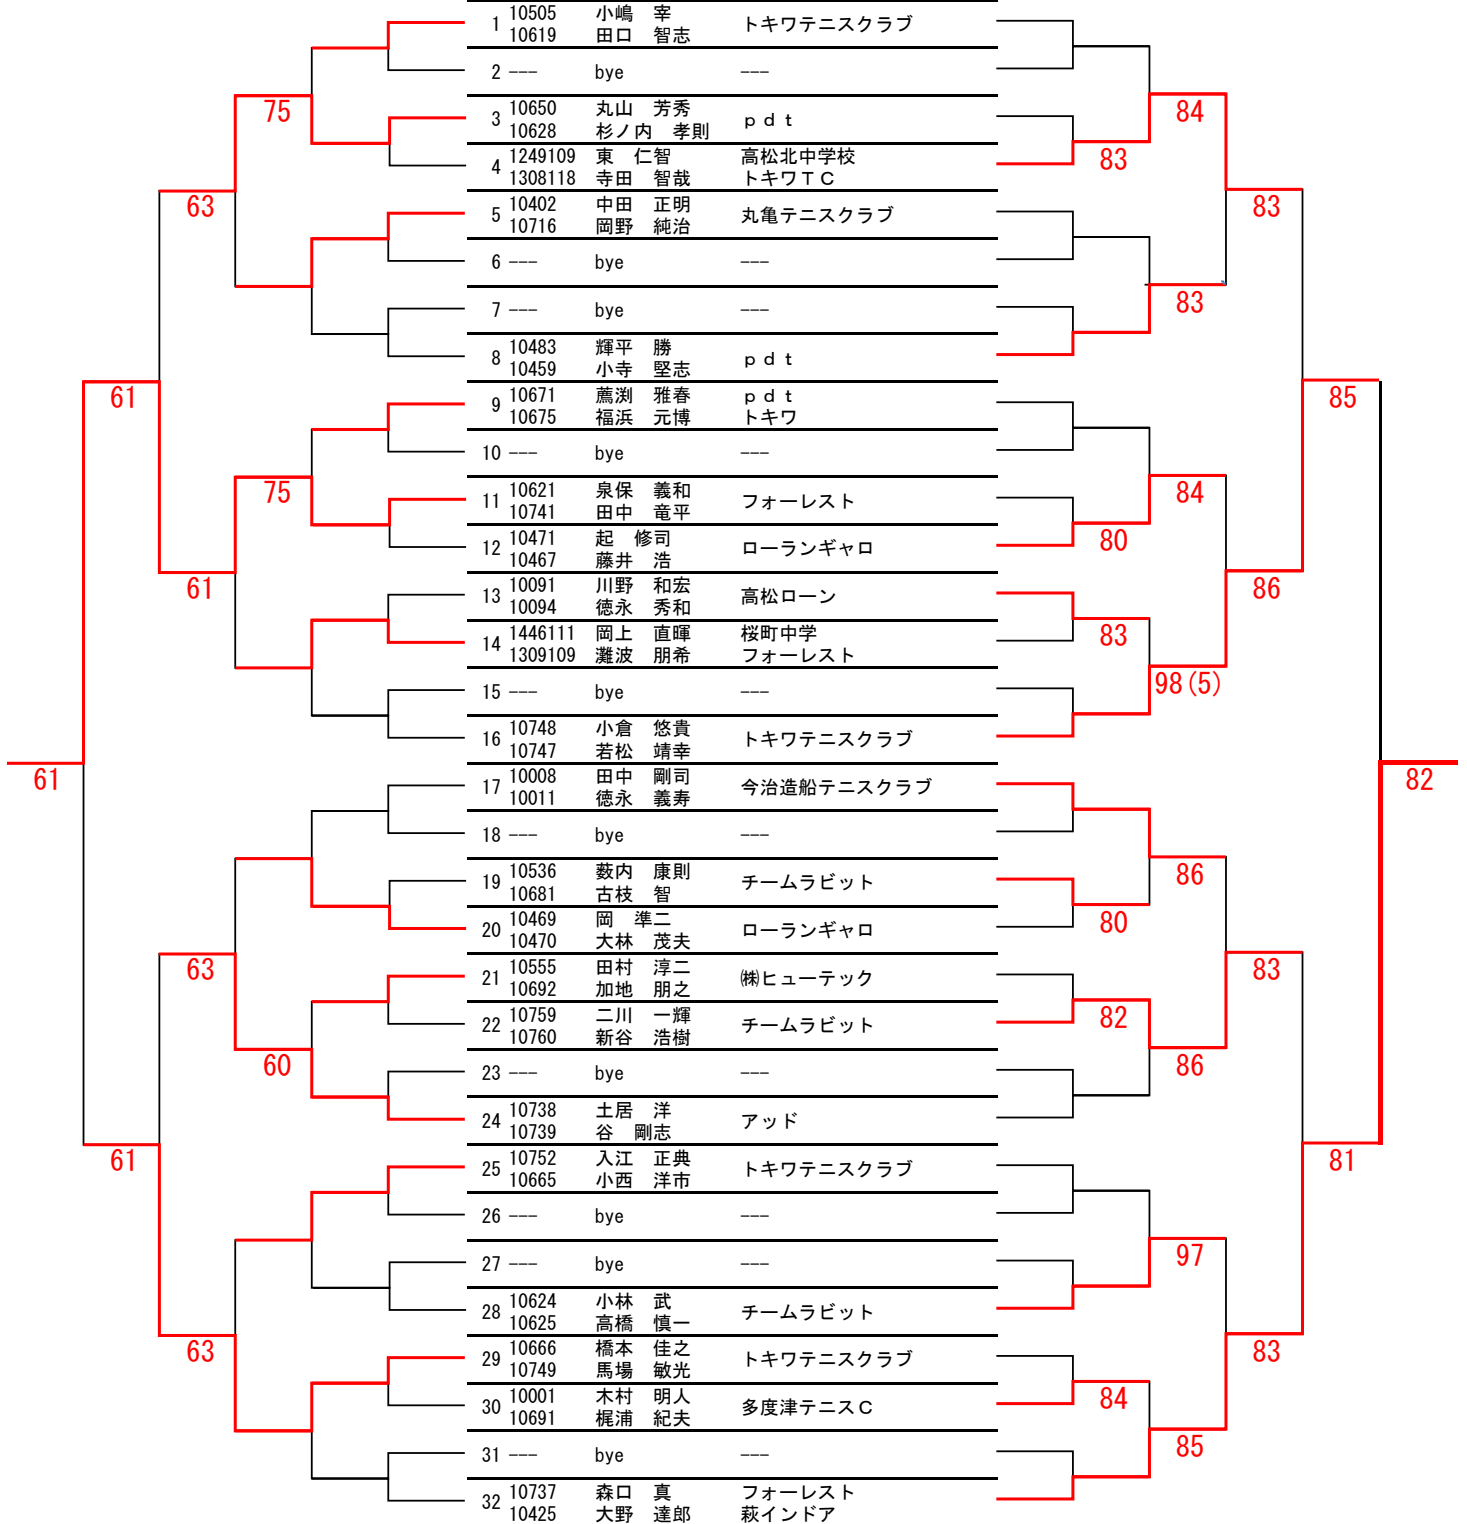 1 10505 小嶋 宰 トキワテニスクラブ
10619 田口 智志
2 --- bye ---
75
84
3 10650 丸山 芳秀 ｐｄｔ
10628 杉ノ内 孝則
4 1249109 東 仁智 高松北中学校
1308118 寺田 智哉 トキワＴＣ
83
63
83
5 10402 中田 正明 丸亀テニスクラブ
10716 岡野 純治
6 --- bye ---
7 --- bye ---
83
8 10483 輝平 勝 ｐｄｔ
10459 小寺 堅志
61
85
9 10671 薦渕 雅春 ｐｄｔ
10675 福浜 元博 トキワ
10 --- bye ---
75
84
11 10621 泉保 義和 フォーレスト
10741 田中 竜平
12 10471 起 修司 ローランギャロ
10467 藤井 浩
80
61
86
13 10091 川野 和宏 高松ローン
10094 徳永 秀和
83
14 1446111 岡上 直暉 桜町中学
1309109 灘波 朋希 フォーレスト
15 --- bye ---
98(5)
16 10748 小倉 悠貴 トキワテニスクラブ
10747 若松 靖幸
61
82
17 10008 田中 剛司 今治造船テニスクラブ
10011 徳永 義寿
18 --- bye ---
86
19 10536 薮内 康則 チームラビット
10681 古枝 智
80
20 10469 岡 準二 ローランギャロ
10470 大林 茂夫
63
83
21 10555 田村 淳二 ㈱ヒューテック
10692 加地 朋之
82
22 10759 二川 一輝 チームラビット
10760 新谷 浩樹
60
86
23 --- bye ---
24 10738 土居 洋 アッド
10739 谷 剛志
61
81
25 10752 入江 正典 トキワテニスクラブ
10665 小西 洋市
26 --- bye ---
97
27 --- bye ---
28 10624 小林 武 チームラビット
10625 高橋 慎一
63
83
29 10666 橋本 佳之 トキワテニスクラブ
10749 馬場 敏光
84
30 10001 木村 明人 多度津テニスＣ
10691 梶浦 紀夫
85
31 --- bye ---
32 10737 森口 真 フォーレスト
10425 大野 達郎 萩インドア